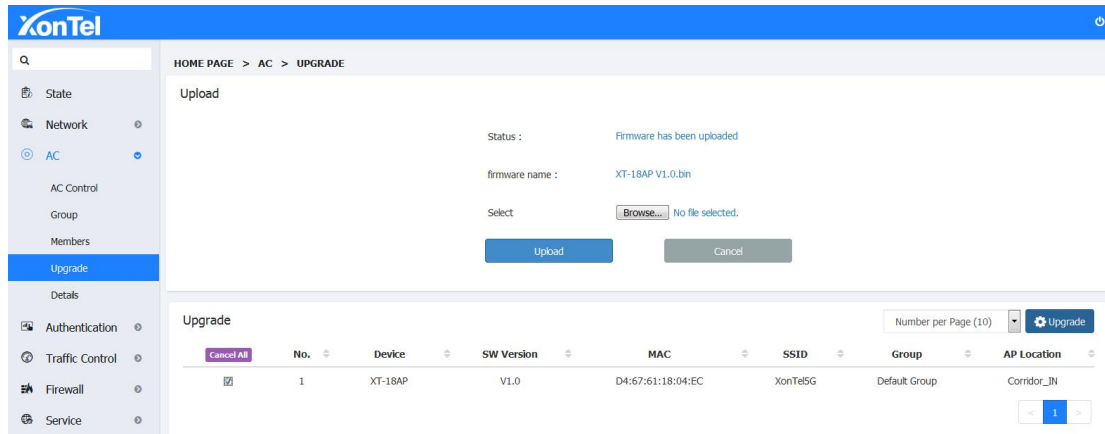 XonTel
HOME PAGE > AC > UPGRADE
State
Network
AC
AC Control
Group
Members
Upgrade
Details
Authentication
Traffic Control
Firewall
Service
Upload
Status : Firmware has been uploaded
firmware name : XT-18AP V1.0.bin
Select Browse... No file selected.
Upload Cancel
Upgrade Number per Page (10) Upgrade
Cancel All No. Device SW Version MAC SSID Group AP Location
1 XT-18AP V1.0 D4:67:61:18:04:EC XonTel5G Default Group Corridor_IN
< 1 >